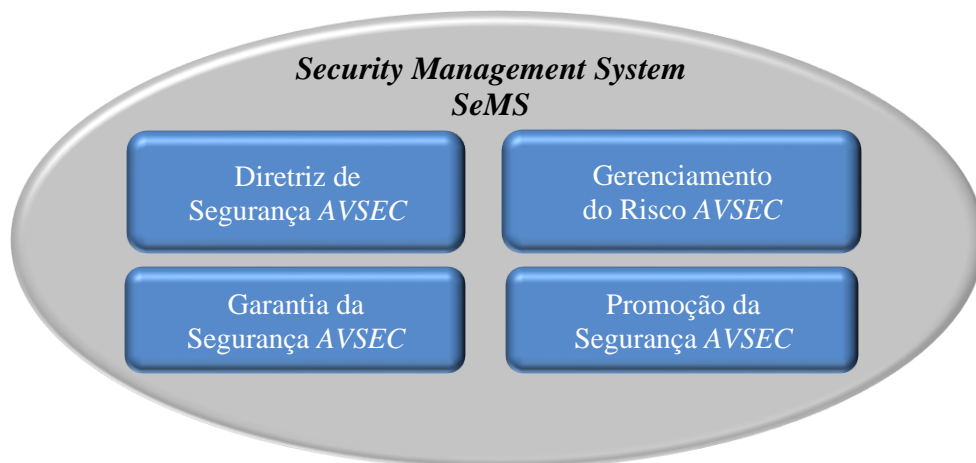 Security Management System
SeMS
Diretriz de
Segurança AVSEC
Gerenciamento
do Risco AVSEC
Garantia da
Segurança AVSEC
Promoção da
Segurança AVSEC